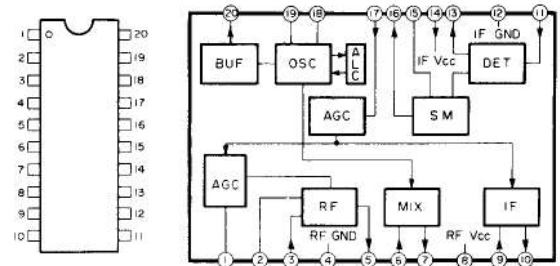 1 20
2 19
3 18
4 17
5 16
6 15
7 14
8 13
9 12
10 11
20 19 18 17 16 15 14 13 12 11
IF GND
BUF OSC ALC IF Vcc DET
AGC SM
AGC
RF MIX IF
RF GND RF Vcc
1 2 3 4 5 6 7 8 9 10